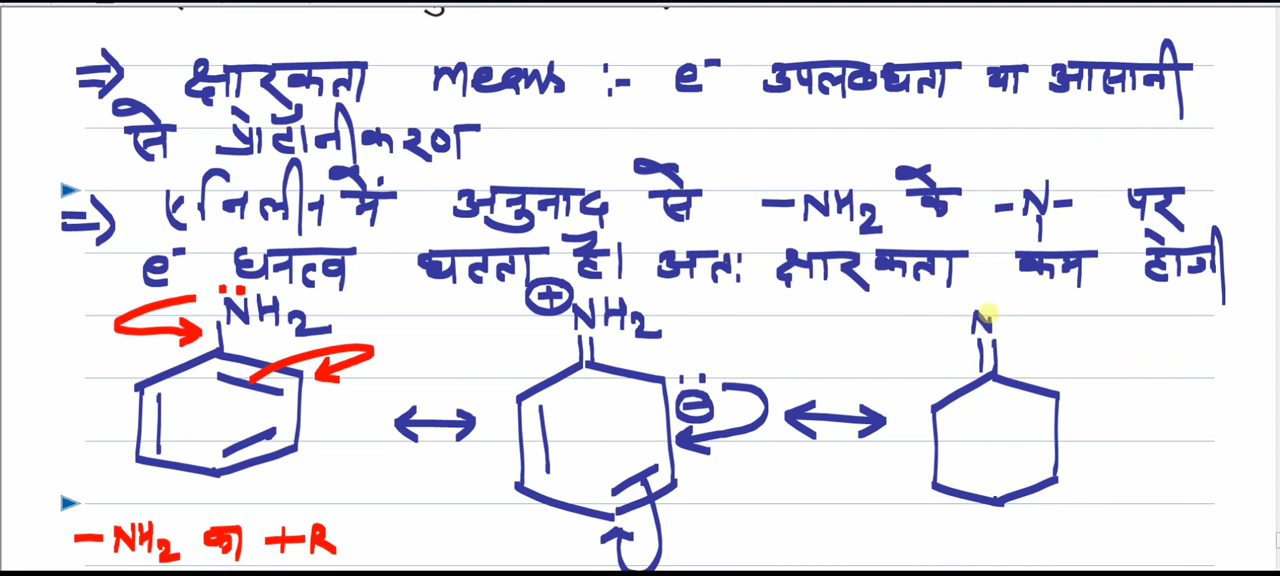 ⇒ क्षारकता means :- e⁻ उपलब्धता या आसानी
से प्रोटॉनीकरण
⇒ एनिलीन में अनुनाद से -NH₂ के -N- पर
e⁻ घनत्व घटता है। अतः क्षारकता कम होगी
N̈H₂ ⊕NH₂ N
⊖
-NH₂ का +R